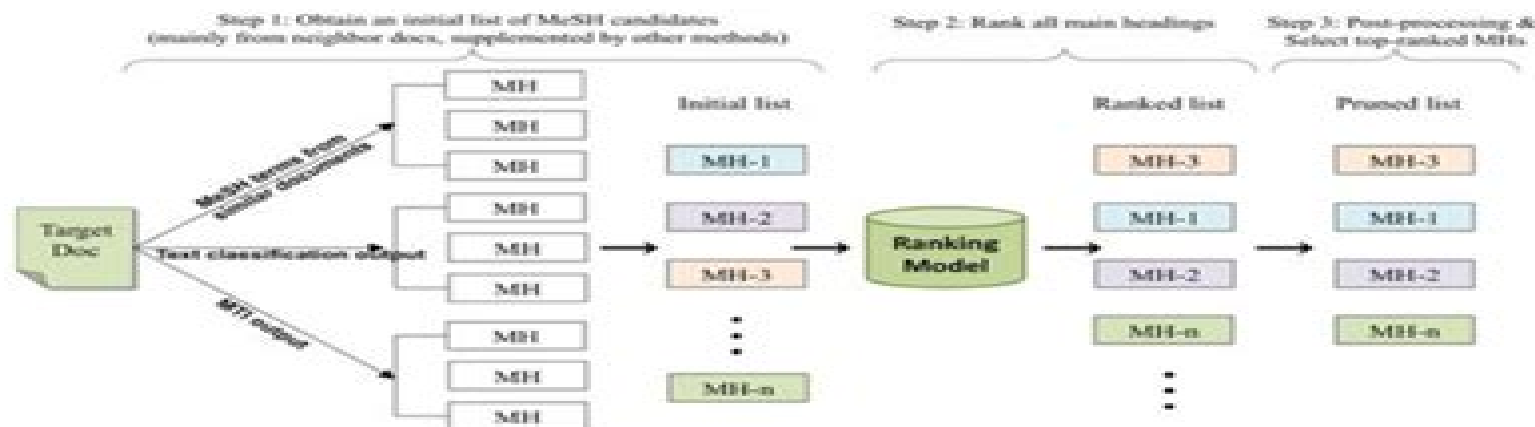 Step 1: Obtain an initial list of MeSH candidates
(mainly from neighbor docs, supplemented by other methods)
Step 2: Rank all main headings
Step 3: Post-processing &
Select top-ranked MHs
Target
Doc
MeSH terms from
similar documents
Text classification output
MTI output
MH
MH
MH
MH
MH
MH
MH
MH
MH
Initial list
MH-1
MH-2
MH-3
MH-n
Ranking
Model
Ranked list
MH-3
MH-1
MH-2
MH-n
Pruned list
MH-3
MH-1
MH-2
MH-n